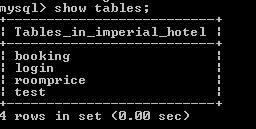 mysql> show tables;
+--------------------------+
| Tables_in_imperial_hotel |
+--------------------------+
| booking
| login
| roomprice
| test
+--------------------------+
4 rows in set (0.00 sec)